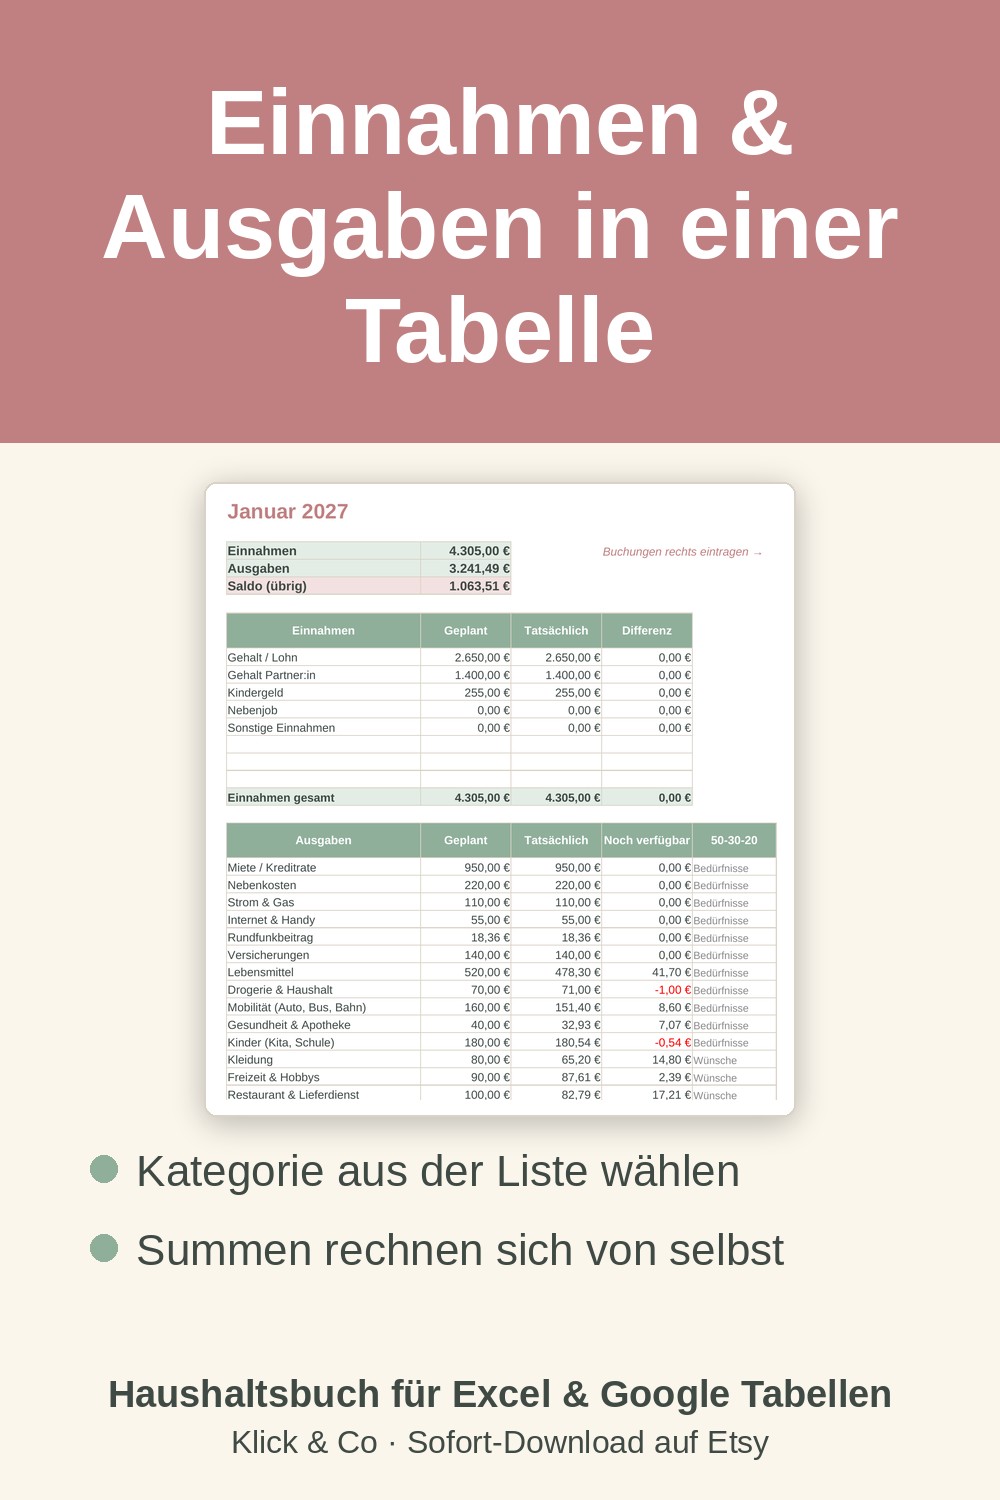 Einnahmen &
Ausgaben in einer
Tabelle
Januar 2027
Einnahmen 4.305,00 €
Buchungen rechts eintragen →
Ausgaben 3.241,49 €
Saldo (übrig) 1.063,51 €
Einnahmen Geplant Tatsächlich Differenz
Gehalt / Lohn 2.650,00 € 2.650,00 € 0,00 €
Gehalt Partner:in 1.400,00 € 1.400,00 € 0,00 €
Kindergeld 255,00 € 255,00 € 0,00 €
Nebenjob 0,00 € 0,00 € 0,00 €
Sonstige Einnahmen 0,00 € 0,00 € 0,00 €
Einnahmen gesamt 4.305,00 € 4.305,00 € 0,00 €
Ausgaben Geplant Tatsächlich Noch verfügbar 50-30-20
Miete / Kreditrate 950,00 € 950,00 € 0,00 € Bedürfnisse
Nebenkosten 220,00 € 220,00 € 0,00 € Bedürfnisse
Strom & Gas 110,00 € 110,00 € 0,00 € Bedürfnisse
Internet & Handy 55,00 € 55,00 € 0,00 € Bedürfnisse
Rundfunkbeitrag 18,36 € 18,36 € 0,00 € Bedürfnisse
Versicherungen 140,00 € 140,00 € 0,00 € Bedürfnisse
Lebensmittel 520,00 € 478,30 € 41,70 € Bedürfnisse
Drogerie & Haushalt 70,00 € 71,00 € -1,00 € Bedürfnisse
Mobilität (Auto, Bus, Bahn) 160,00 € 151,40 € 8,60 € Bedürfnisse
Gesundheit & Apotheke 40,00 € 32,93 € 7,07 € Bedürfnisse
Kinder (Kita, Schule) 180,00 € 180,54 € -0,54 € Bedürfnisse
Kleidung 80,00 € 65,20 € 14,80 € Wünsche
Freizeit & Hobbys 90,00 € 87,61 € 2,39 € Wünsche
Restaurant & Lieferdienst 100,00 € 82,79 € 17,21 € Wünsche
Kategorie aus der Liste wählen
Summen rechnen sich von selbst
Haushaltsbuch für Excel & Google Tabellen
Klick & Co · Sofort-Download auf Etsy